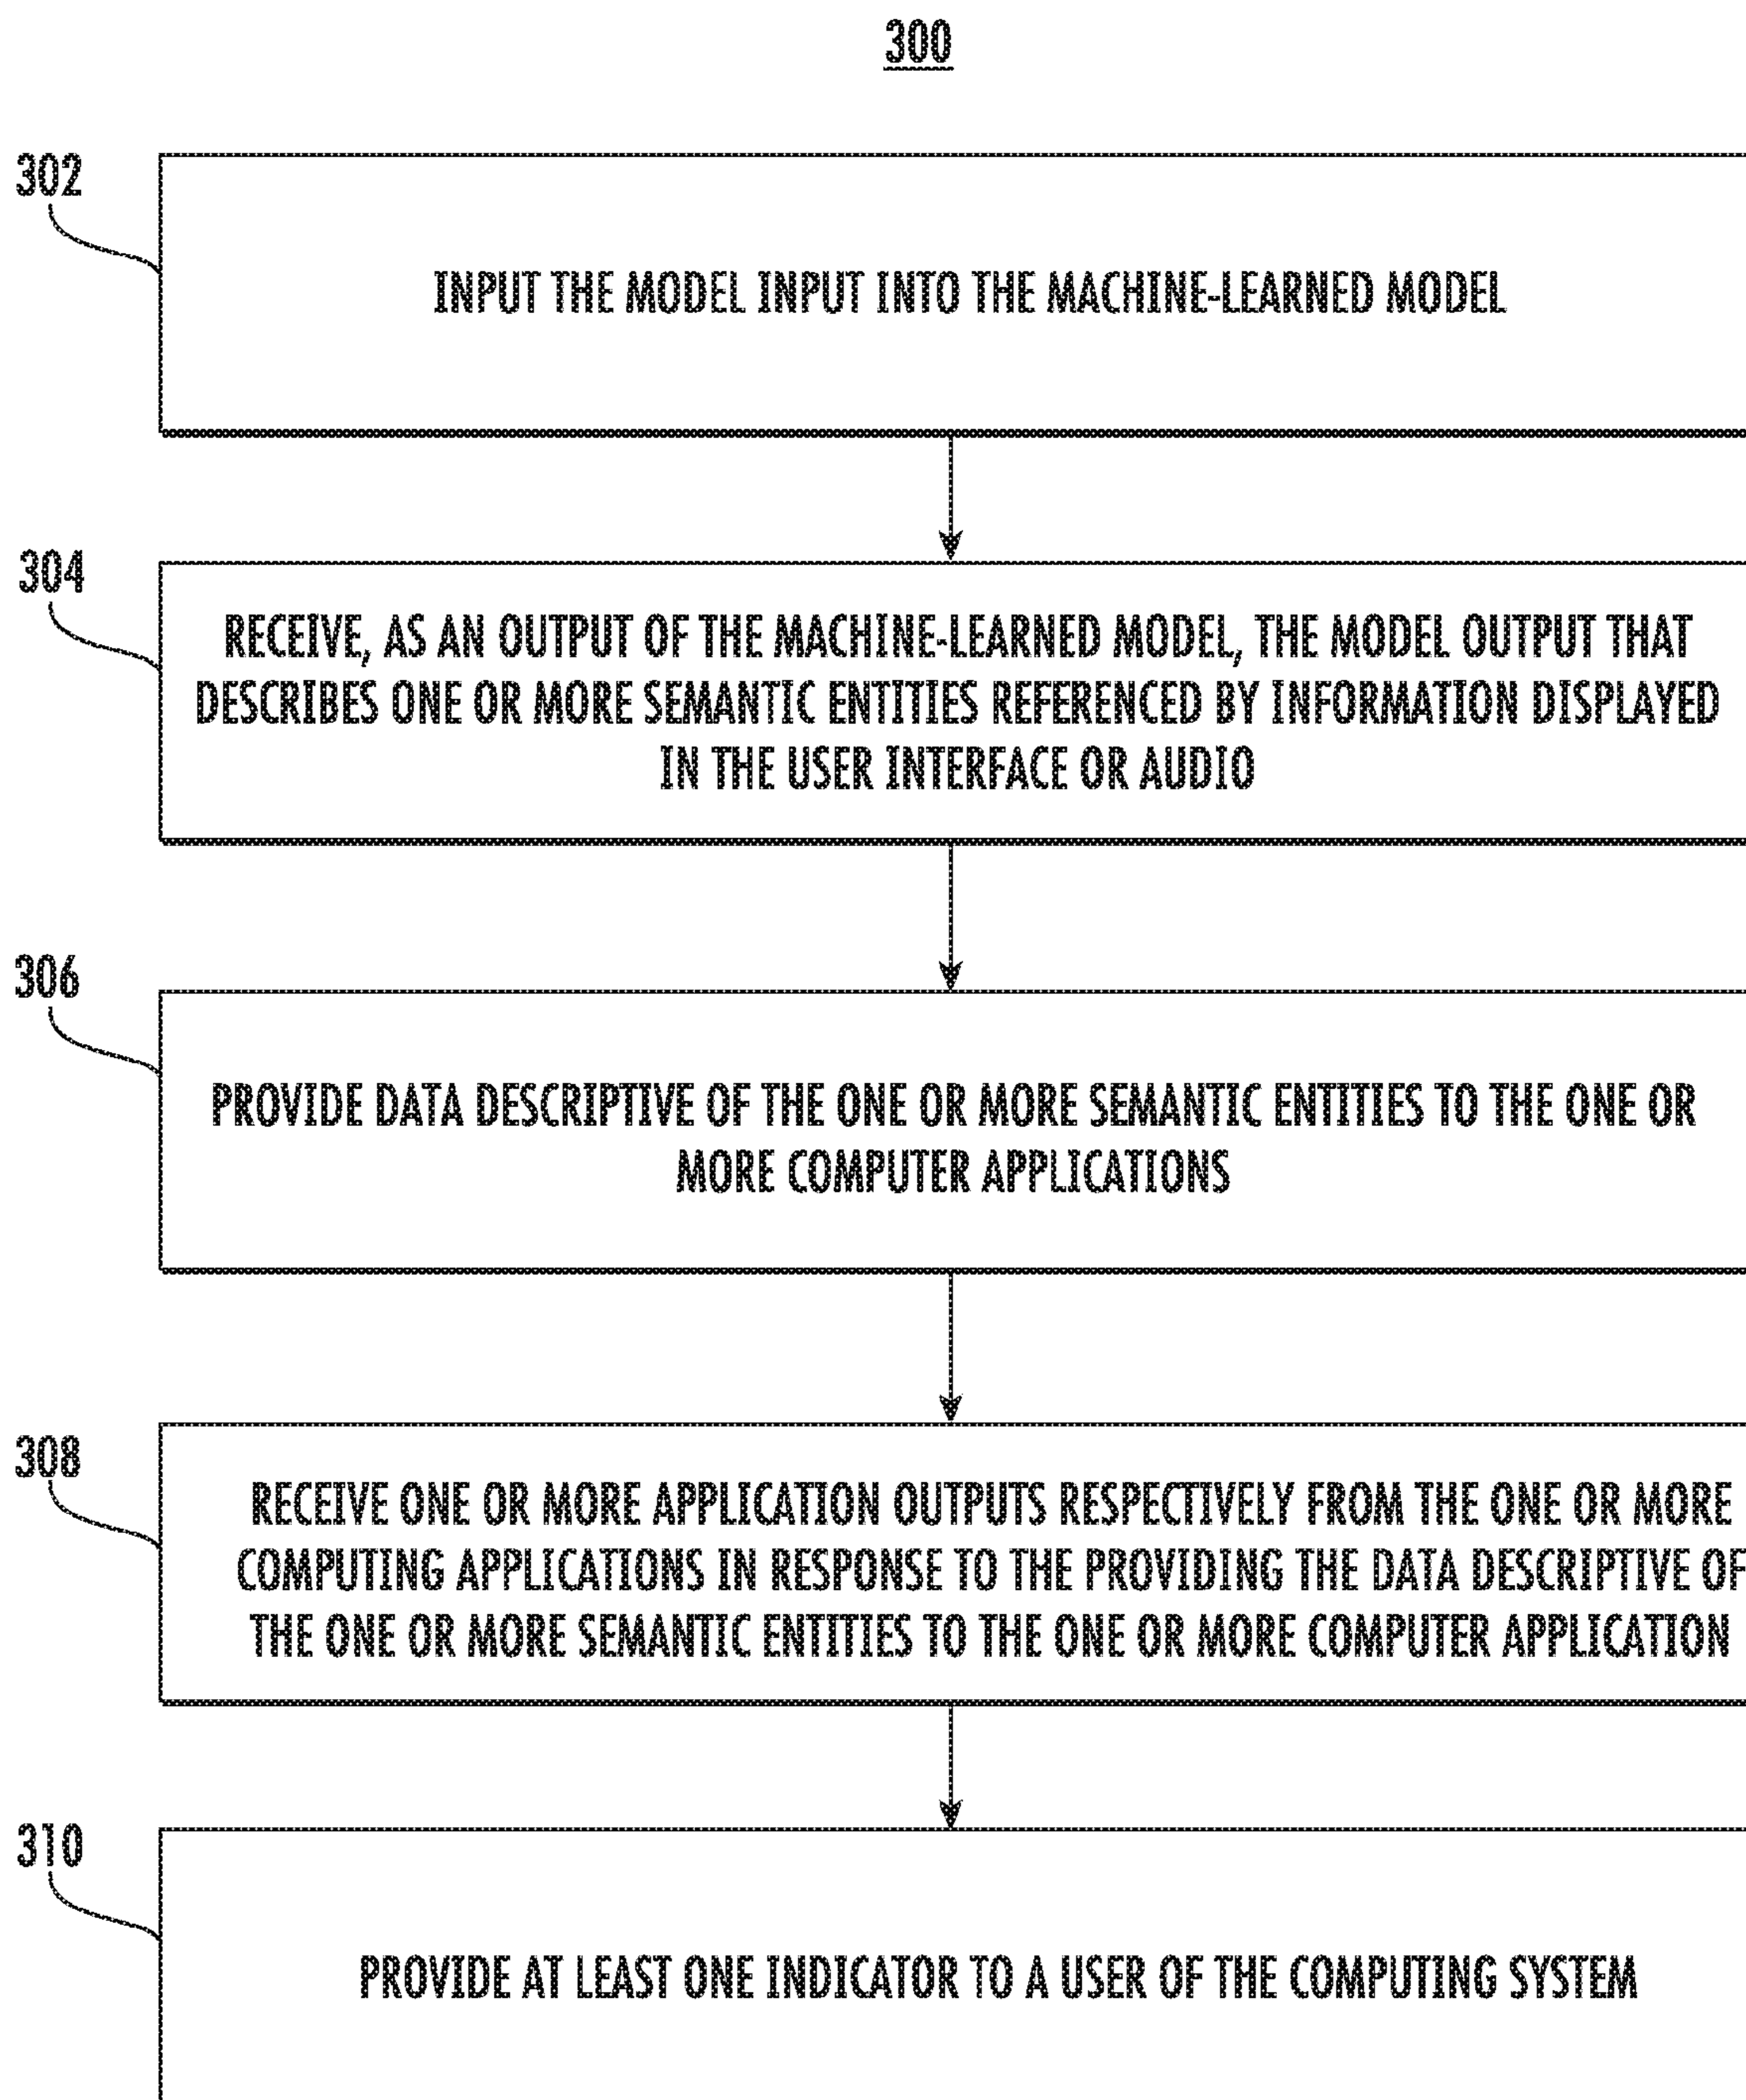 300
302
INPUT THE MODEL INPUT INTO THE MACHINE-LEARNED MODEL
304
RECEIVE, AS AN OUTPUT OF THE MACHINE-LEARNED MODEL, THE MODEL OUTPUT THAT
DESCRIBES ONE OR MORE SEMANTIC ENTITIES REFERENCED BY INFORMATION DISPLAYED
IN THE USER INTERFACE OR AUDIO
306
PROVIDE DATA DESCRIPTIVE OF THE ONE OR MORE SEMANTIC ENTITIES TO THE ONE OR
MORE COMPUTER APPLICATIONS
308
RECEIVE ONE OR MORE APPLICATION OUTPUTS RESPECTIVELY FROM THE ONE OR MORE
COMPUTING APPLICATIONS IN RESPONSE TO THE PROVIDING THE DATA DESCRIPTIVE OF
THE ONE OR MORE SEMANTIC ENTITIES TO THE ONE OR MORE COMPUTER APPLICATION
310
PROVIDE AT LEAST ONE INDICATOR TO A USER OF THE COMPUTING SYSTEM